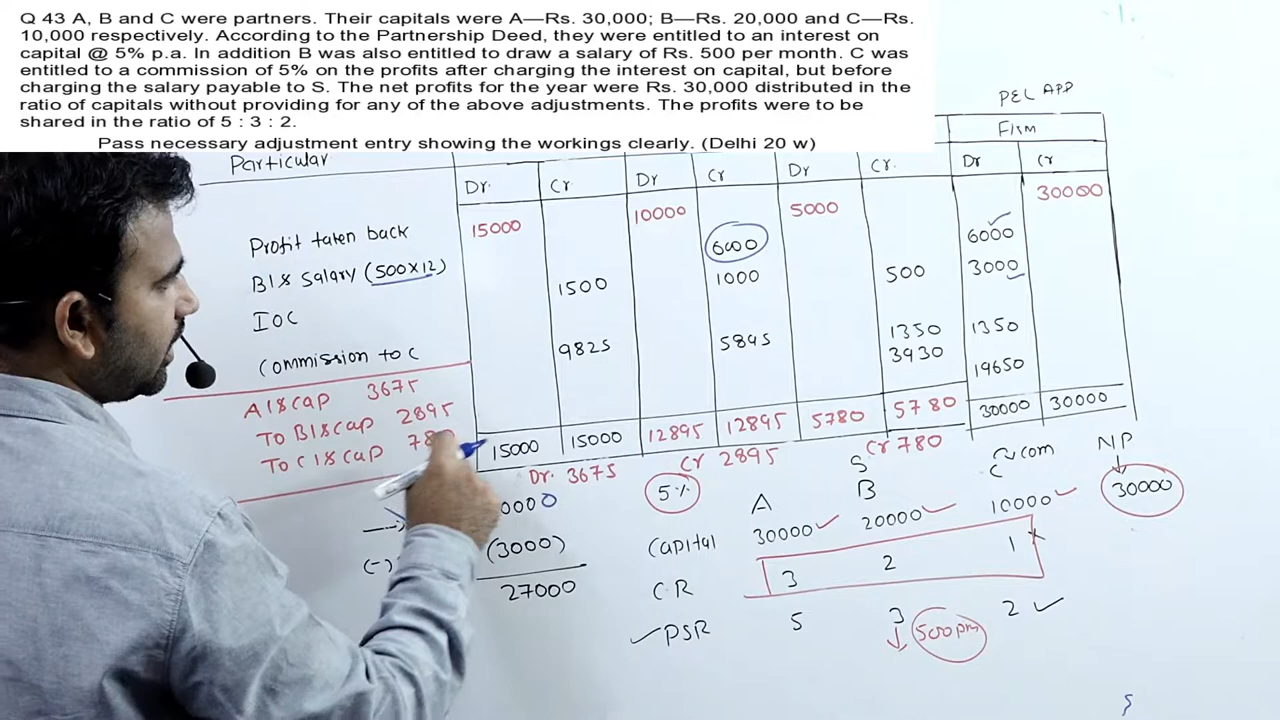 Q 43 A, B and C were partners. Their capitals were A—Rs. 30,000; B—Rs. 20,000 and C—Rs.
10,000 respectively. According to the Partnership Deed, they were entitled to an interest on
capital @ 5% p.a. In addition B was also entitled to draw a salary of Rs. 500 per month. C was
entitled to a commission of 5% on the profits after charging the interest on capital, but before
charging the salary payable to S. The net profits for the year were Rs. 30,000 distributed in the
ratio of capitals without providing for any of the above adjustments. The profits were to be
shared in the ratio of 5 : 3 : 2.
Pass necessary adjustment entry showing the workings clearly. (Delhi 20 w)
P&L APP
Firm
Particular Dr. Cr Dr Cr Dr Cr. Dr Cr
Profit taken back 15000 10000 5000 30000
B1& Salary (500×12) 6000 6000
IOC 1500 1000 500 3000
Commission to C 1350 1350
9825 5895 3930 19650
15000 15000 12895 12895 5780 5780 30000 30000
Dr. 3675 Cr 2895 Cr 780
A1&cap 3675
To B1&cap 2895
To C1&cap
(-) (3000)
27000
5% A S B C com NP
Capital 30000 20000 10000 30000
C.R 3 2 1
PSR 5 3 2
500pm